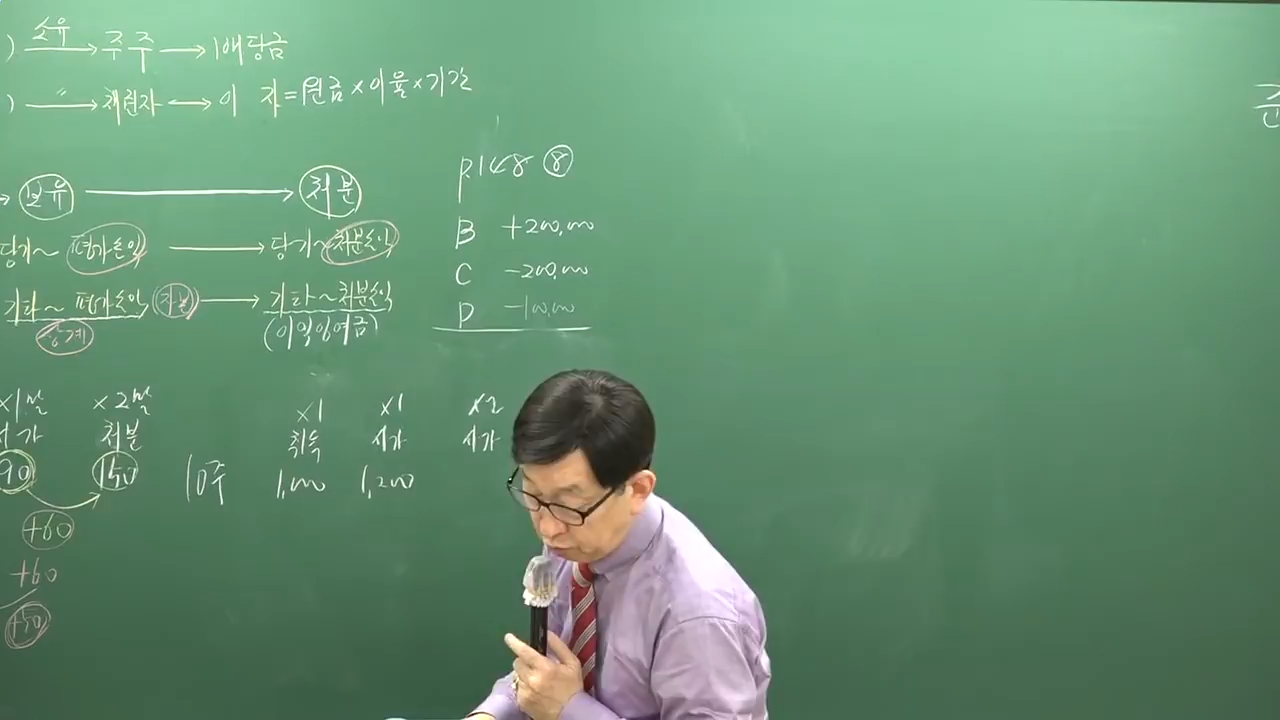 ) 소유 → 주주 → 배당금
) 〃 → 채권자 ↔ 이 자 = 원금 × 이율 × 기간
→ 보유 → 처분
당기~ 평가손익 → 당기~ 처분손익
기타~ 평가손익 자본 → 기타~ 처분손익
(이익잉여금)
p.148 ⑧
B +200,000
C -200,000
D -100,000
×1말 ×2말 ×1 ×1 ×2
시가 처분 취득 시가 시가
90 150 10주 1,000 1,200
+60
+60
+50